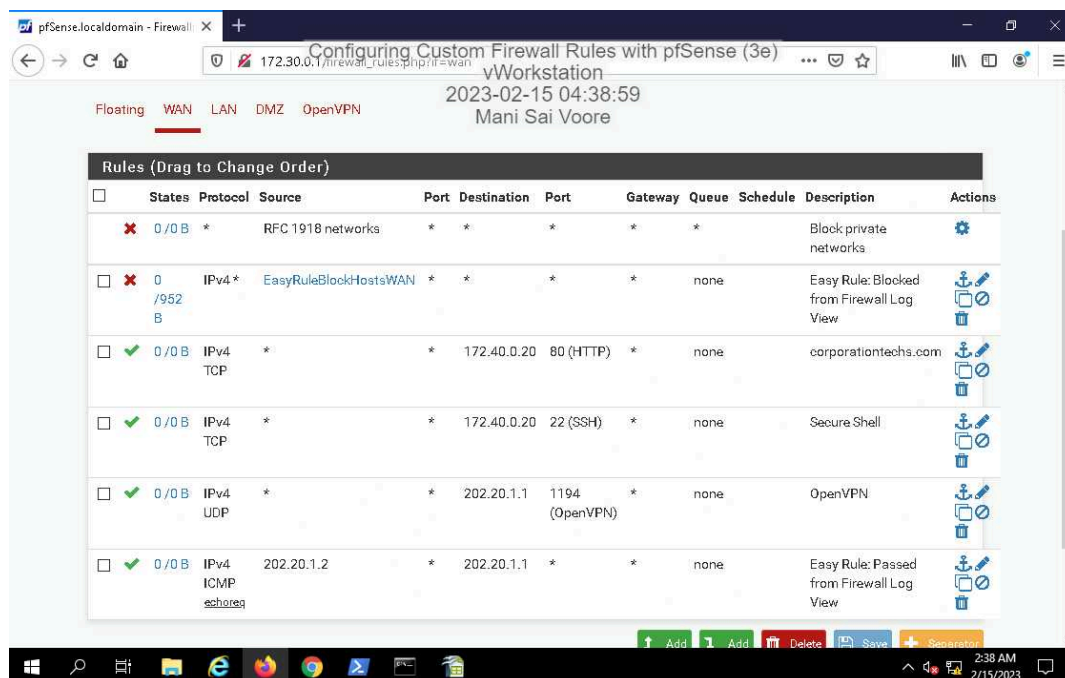 pfSense.localdomain - Firewall:
172.30.0.1/firewall_rules.php?if=wan
Configuring Custom Firewall Rules with pfSense (3e)
vWorkstation
2023-02-15 04:38:59
Mani Sai Voore
Floating WAN LAN DMZ OpenVPN
Rules (Drag to Change Order)
States Protocol Source Port Destination Port Gateway Queue Schedule Description Actions
0 /0 B * RFC 1918 networks * * * * * Block private
networks
0 IPv4 * EasyRuleBlockHostsWAN * * * * none Easy Rule: Blocked
/952 from Firewall Log
B View
0 /0 B IPv4 * * 172.40.0.20 80 (HTTP) * none corporationtechs.com
TCP
0 /0 B IPv4 * * 172.40.0.20 22 (SSH) * none Secure Shell
TCP
0 /0 B IPv4 * * 202.20.1.1 1194 * none OpenVPN
UDP (OpenVPN)
0 /0 B IPv4 202.20.1.2 * 202.20.1.1 * * none Easy Rule: Passed
ICMP from Firewall Log
echoreq View
Add Add Delete Save Separator
2:38 AM
2/15/2023